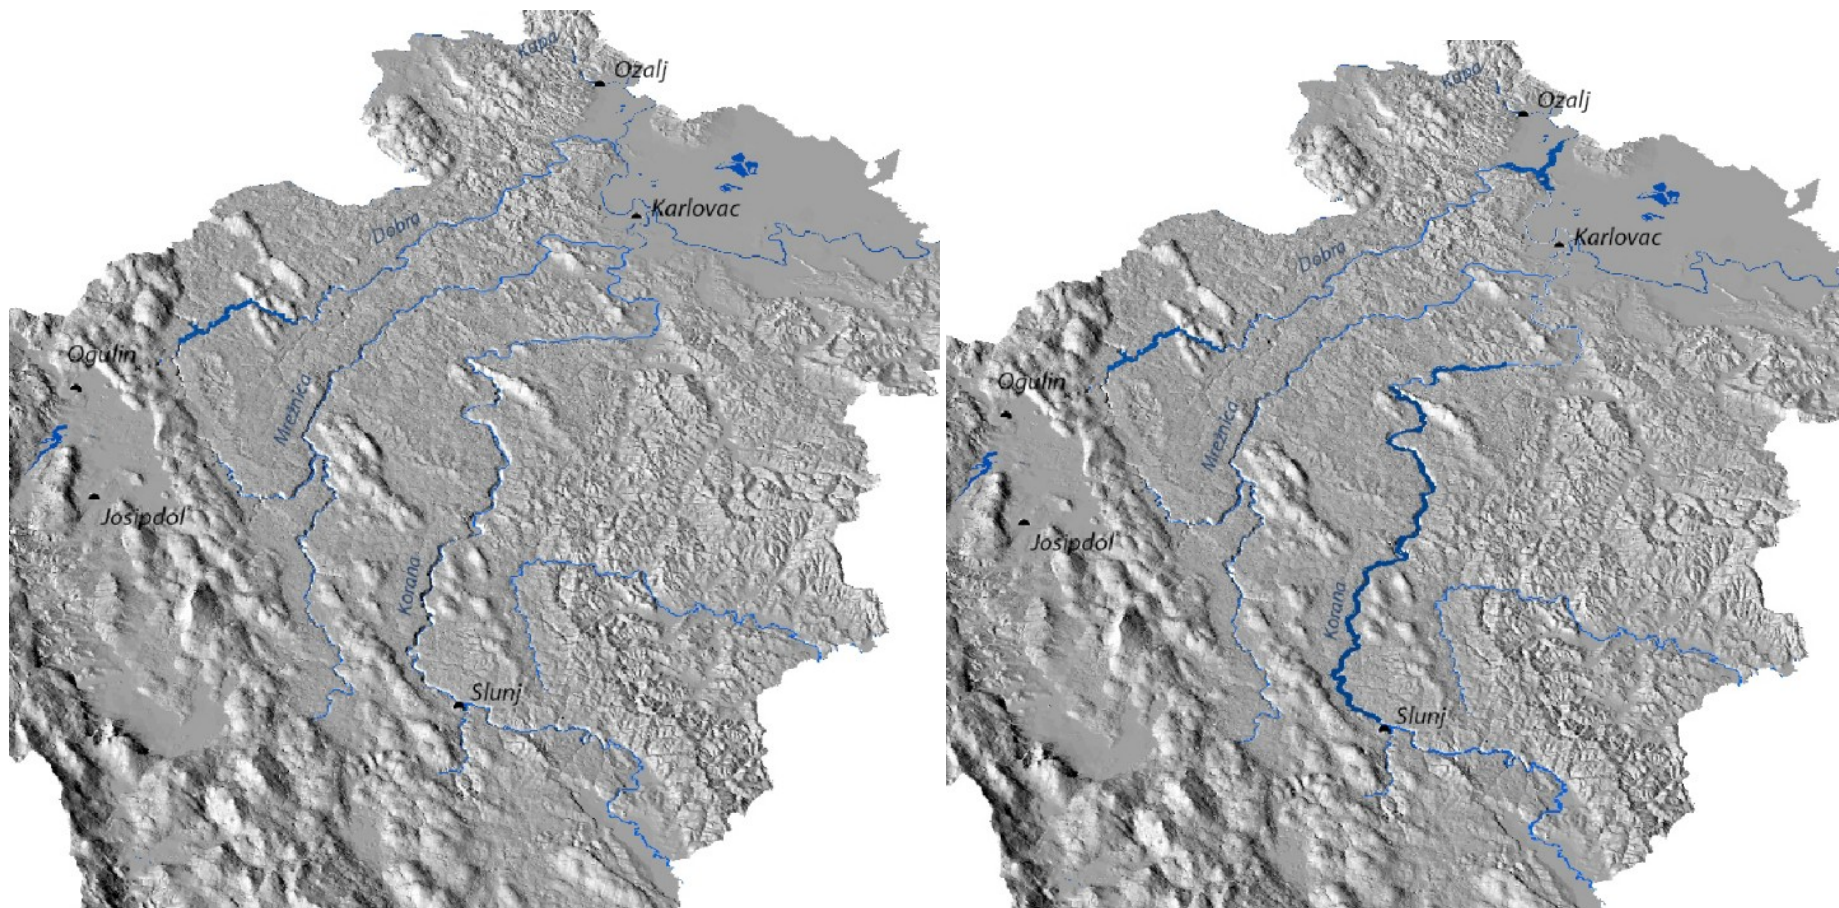 Kupa
Ozalj
Karlovac
Dobra
Ogulin
Mrežnica
Josipdol
Korana
Slunj
Kupa
Ozalj
Karlovac
Dobra
Ogulin
Mrežnica
Josipdol
Korana
Slunj